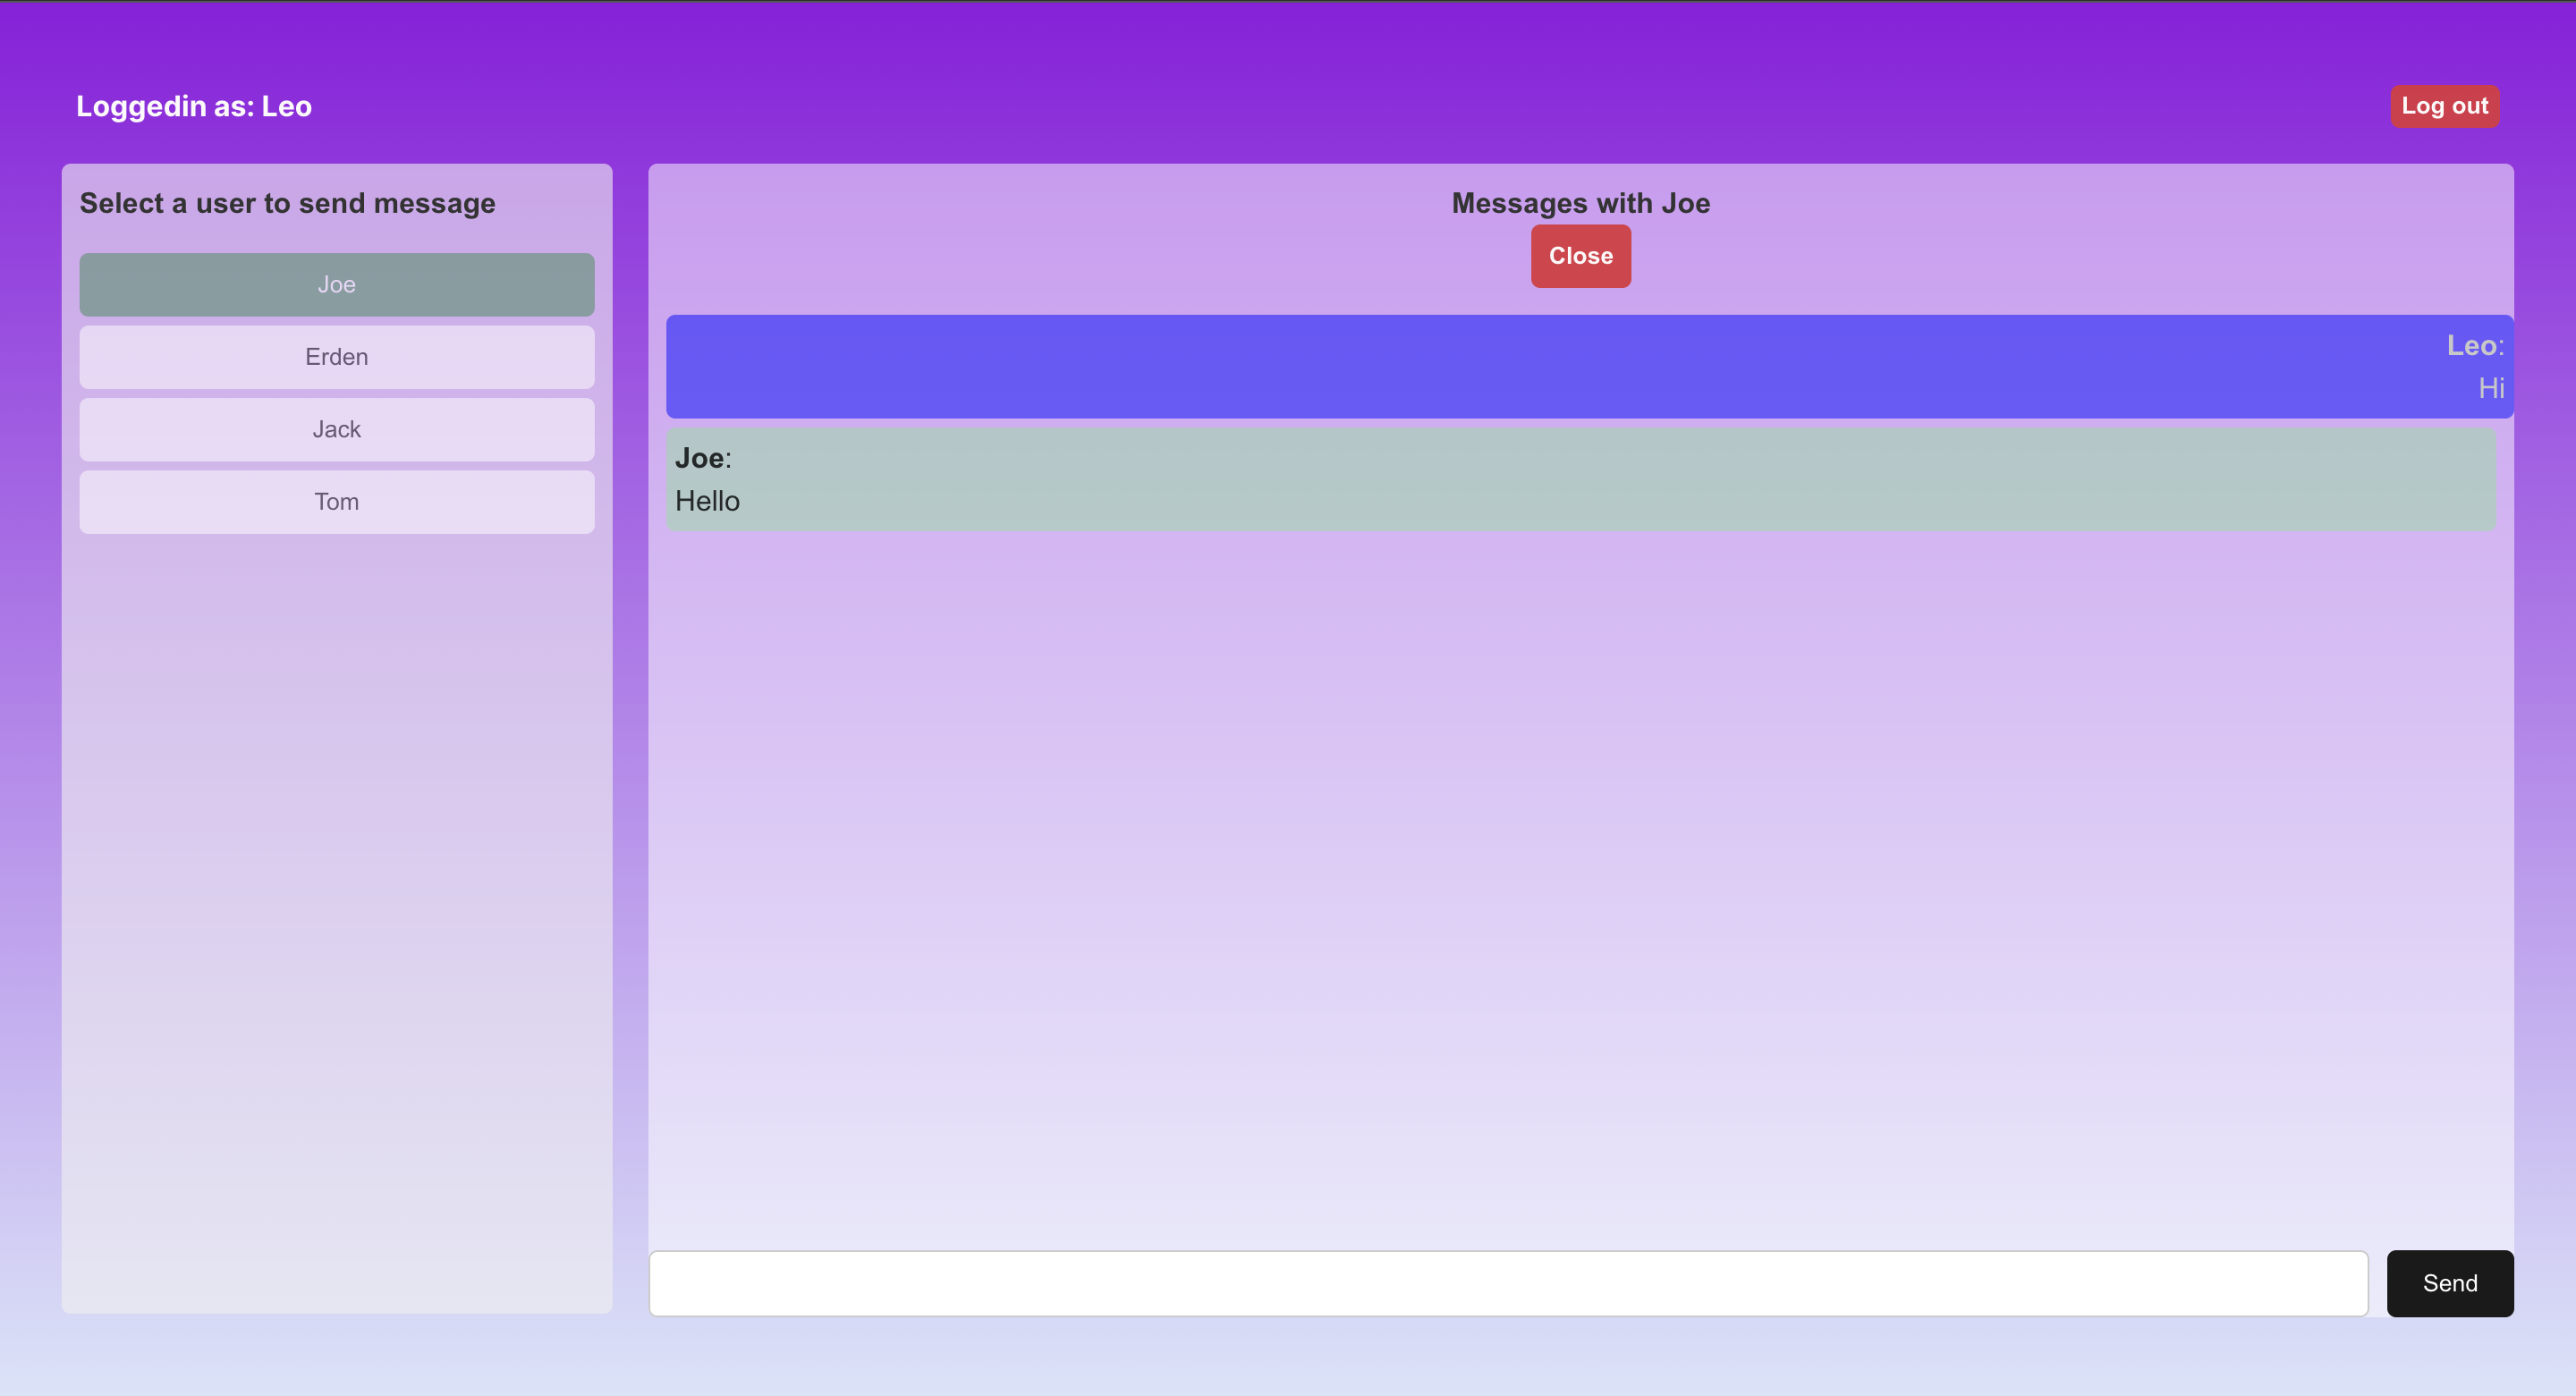 Loggedin as: Leo
Log out
Select a user to send message
Joe
Erden
Jack
Tom
Messages with Joe
Close
Leo:
Hi
Joe:
Hello
Send